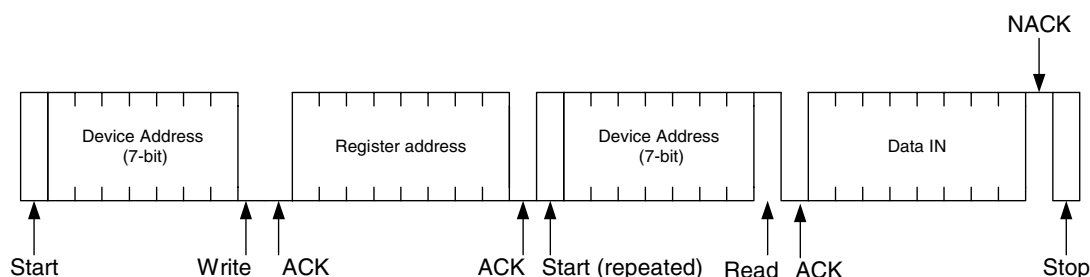 NACK
Device Address
(7-bit)
Register address
Device Address
(7-bit)
Data IN
Start
Write
ACK
ACK
Start (repeated)
Read
ACK
Stop